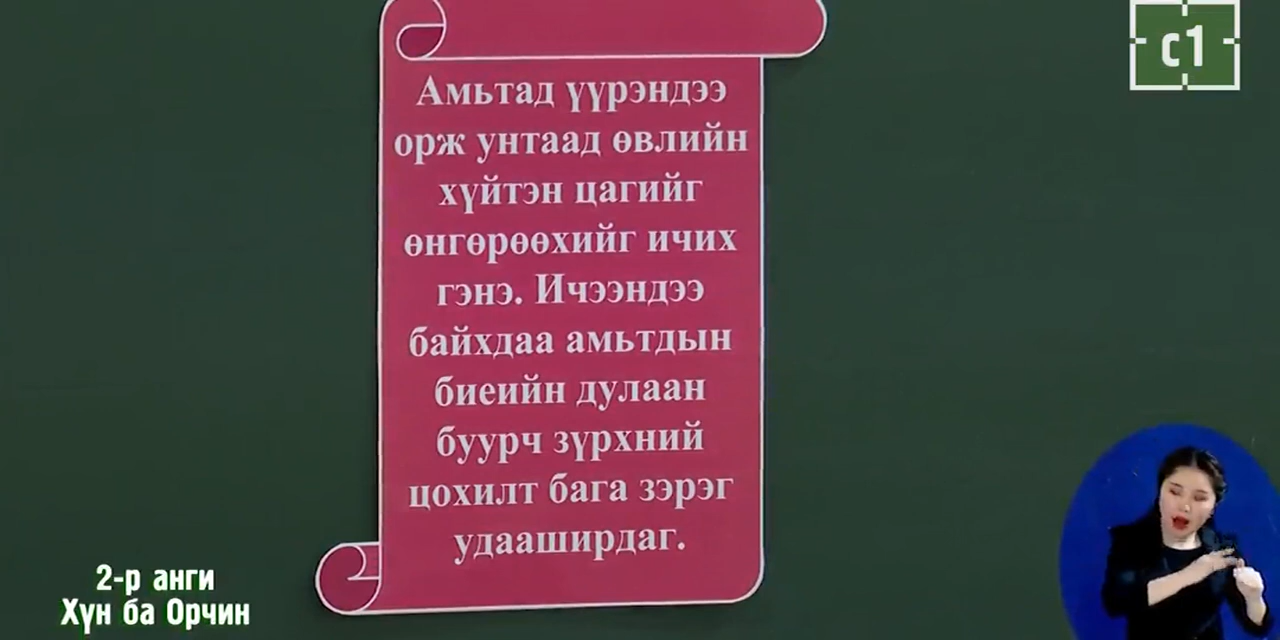 Амьтад үүрэндээ
орж унтаад өвлийн
хүйтэн цагийг
өнгөрөөхийг ичих
гэнэ. Ичээндээ
байхдаа амьтдын
биеийн дулаан
буурч зүрхний
цохилт бага зэрэг
удааширдаг.
c1
2-р анги
Хүн ба Орчин